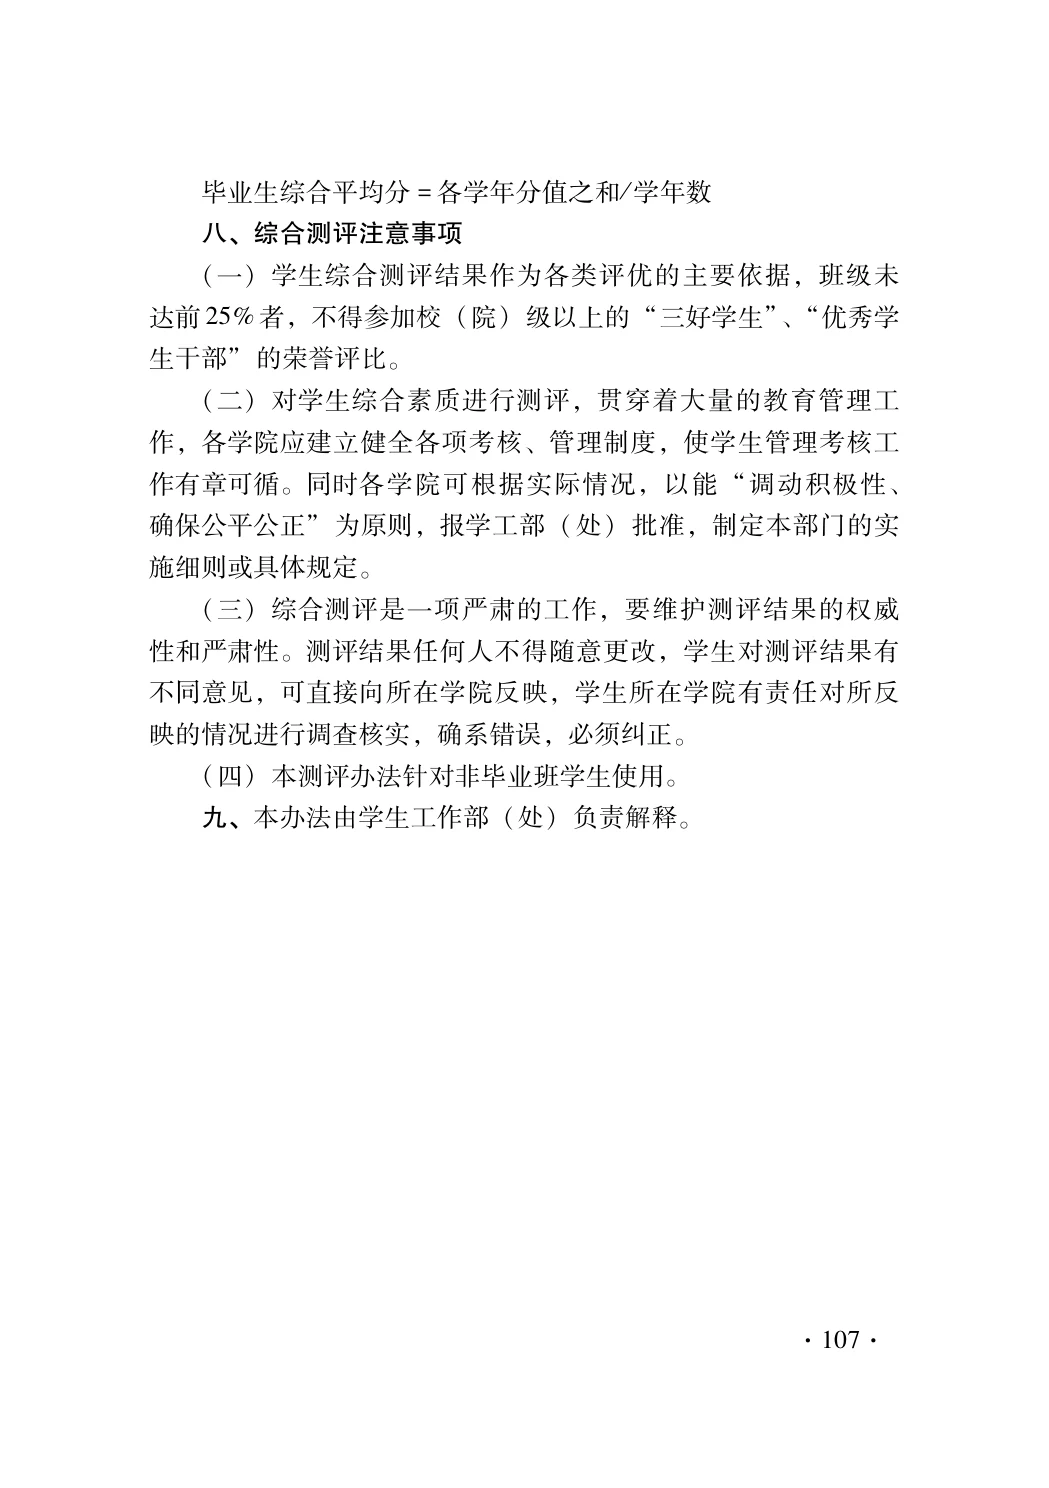 毕业生综合平均分=各学年分值之和/学年数
八、综合测评注意事项
（一）学生综合测评结果作为各类评优的主要依据，班级未
达前25%者，不得参加校（院）级以上的“三好学生”、“优秀学
生干部”的荣誉评比。
（二）对学生综合素质进行测评，贯穿着大量的教育管理工
作，各学院应建立健全各项考核、管理制度，使学生管理考核工
作有章可循。同时各学院可根据实际情况，以能“调动积极性、
确保公平公正”为原则，报学工部（处）批准，制定本部门的实
施细则或具体规定。
（三）综合测评是一项严肃的工作，要维护测评结果的权威
性和严肃性。测评结果任何人不得随意更改，学生对测评结果有
不同意见，可直接向所在学院反映，学生所在学院有责任对所反
映的情况进行调查核实，确系错误，必须纠正。
（四）本测评办法针对非毕业班学生使用。
九、本办法由学生工作部（处）负责解释。
·107·